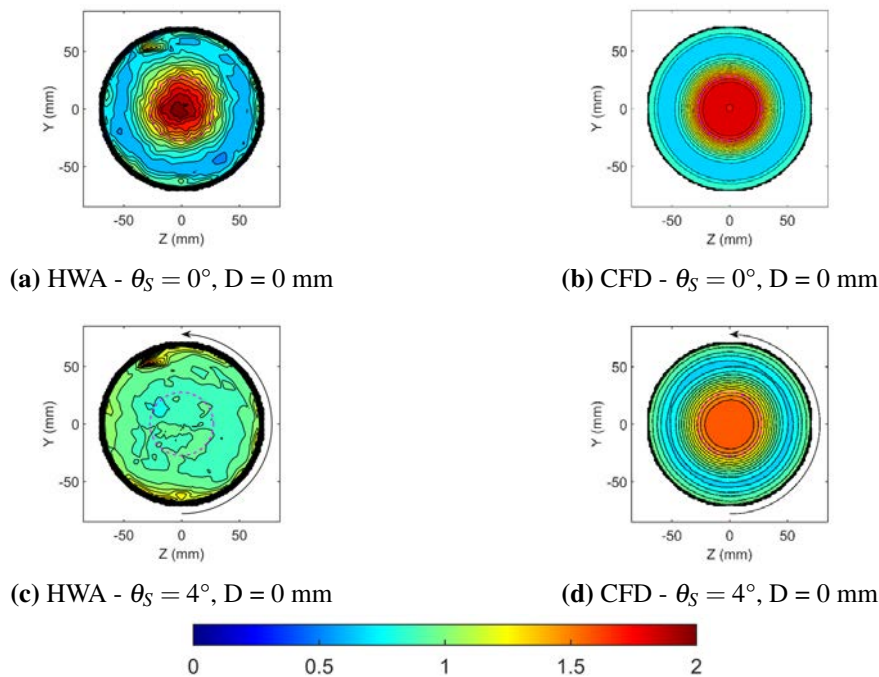 50
0
-50
Y (mm)
-50 0 50
Z (mm)
50
0
-50
Y (mm)
-50 0 50
Z (mm)
(a) HWA - θS = 0°, D = 0 mm
(b) CFD - θS = 0°, D = 0 mm
50
0
-50
Y (mm)
-50 0 50
Z (mm)
50
0
-50
Y (mm)
-50 0 50
Z (mm)
(c) HWA - θS = 4°, D = 0 mm
(d) CFD - θS = 4°, D = 0 mm
0 0.5 1 1.5 2